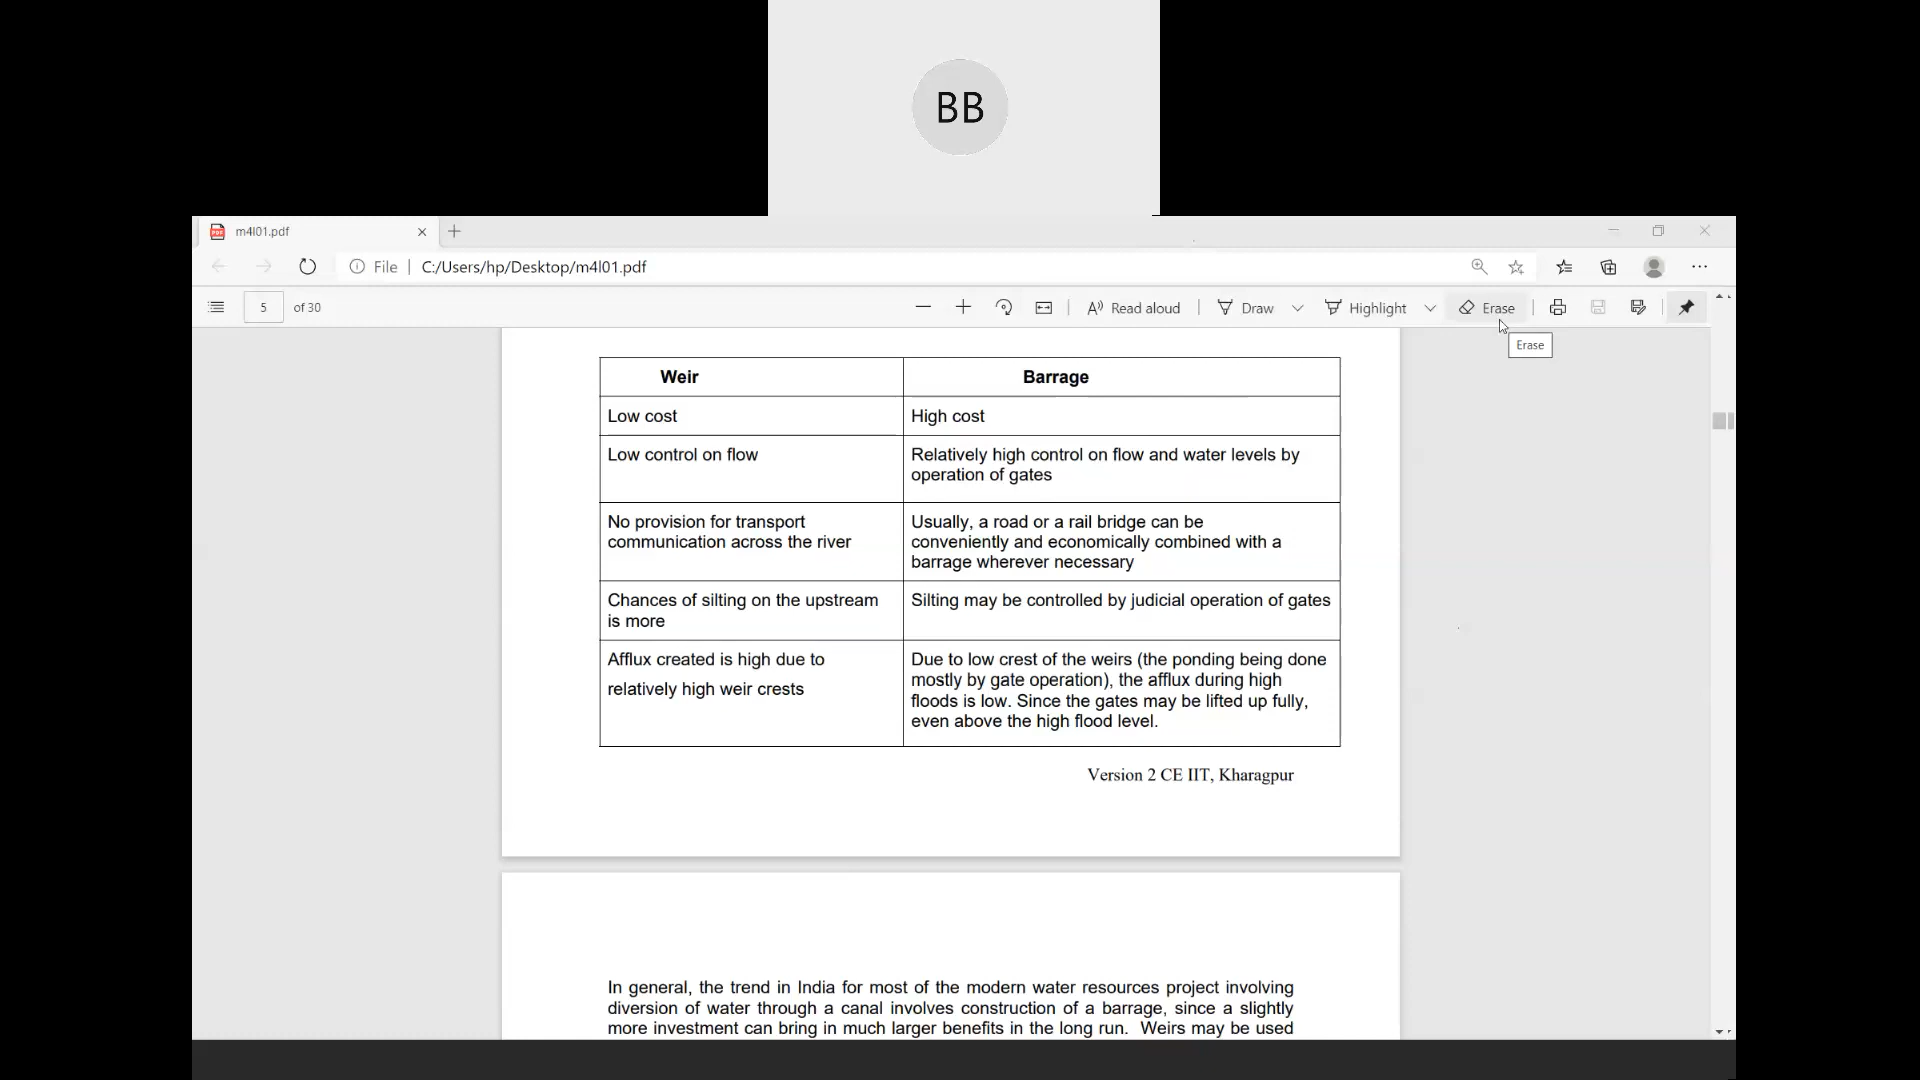 BB
m4l01.pdf
File | C:/Users/hp/Desktop/m4l01.pdf
5 of 30
Read aloud
Draw
Highlight
Erase
Erase
Weir
Barrage
Low cost
High cost
Low control on flow
Relatively high control on flow and water levels by
operation of gates
No provision for transport
communication across the river
Usually, a road or a rail bridge can be
conveniently and economically combined with a
barrage wherever necessary
Chances of silting on the upstream
is more
Silting may be controlled by judicial operation of gates
Afflux created is high due to
relatively high weir crests
Due to low crest of the weirs (the ponding being done
mostly by gate operation), the afflux during high
floods is low. Since the gates may be lifted up fully,
even above the high flood level.
Version 2 CE IIT, Kharagpur
In general, the trend in India for most of the modern water resources project involving
diversion of water through a canal involves construction of a barrage, since a slightly
more investment can bring in much larger benefits in the long run. Weirs may be used